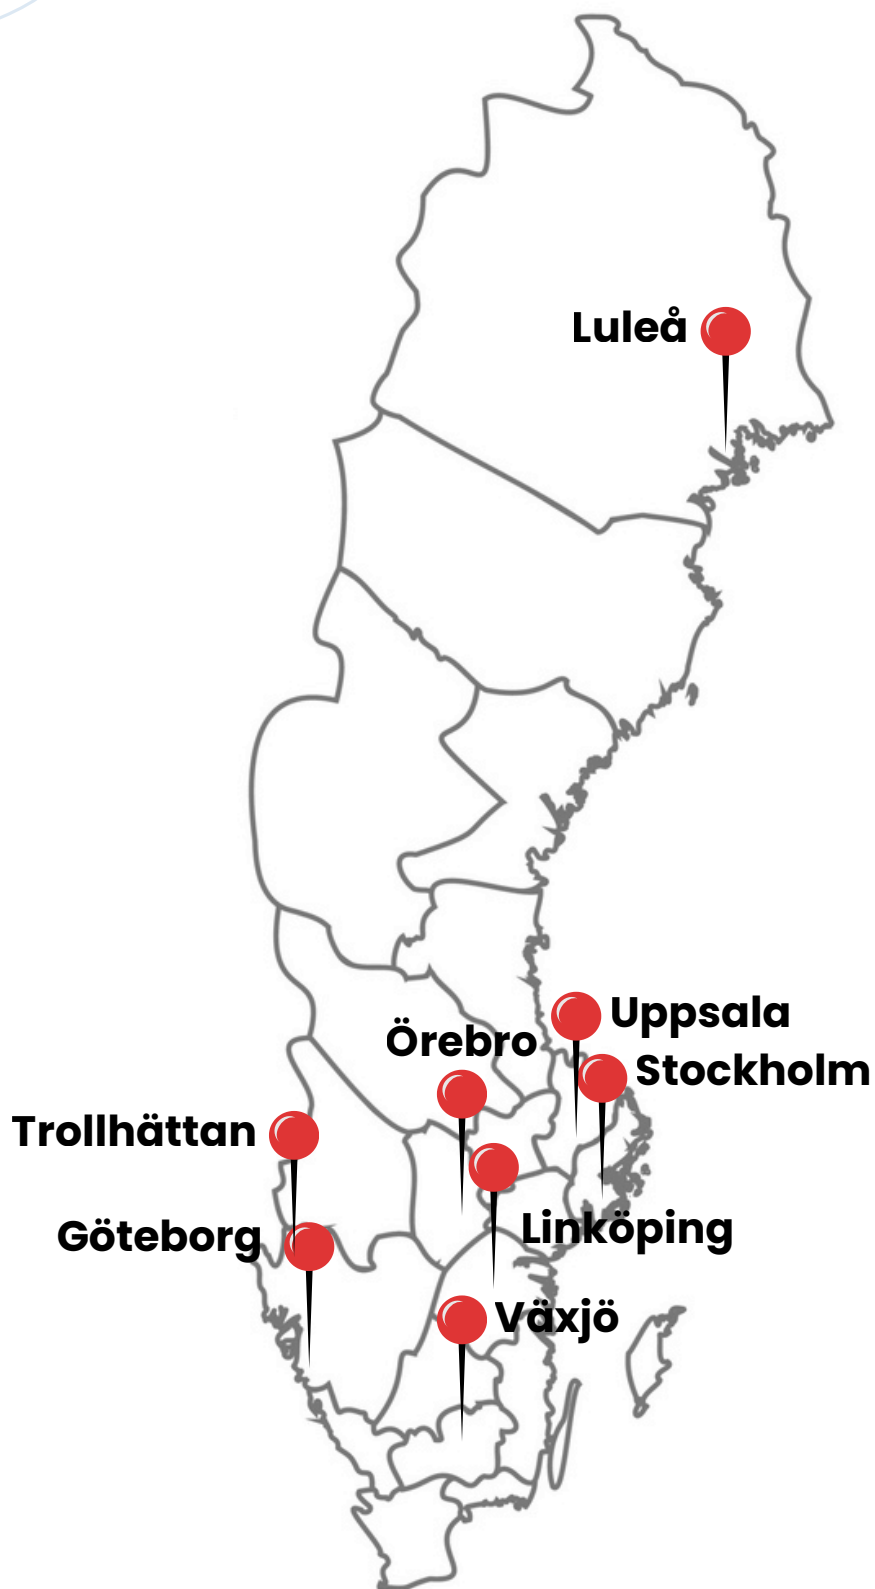 Luleå
Uppsala
Örebro
Stockholm
Trollhättan
Linköping
Göteborg
Växjö